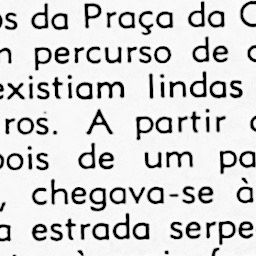 os da Praça da
percurso de
existiam lindas
ros. A partir
pois de um pa
, chegava-se à
a estrada serpe